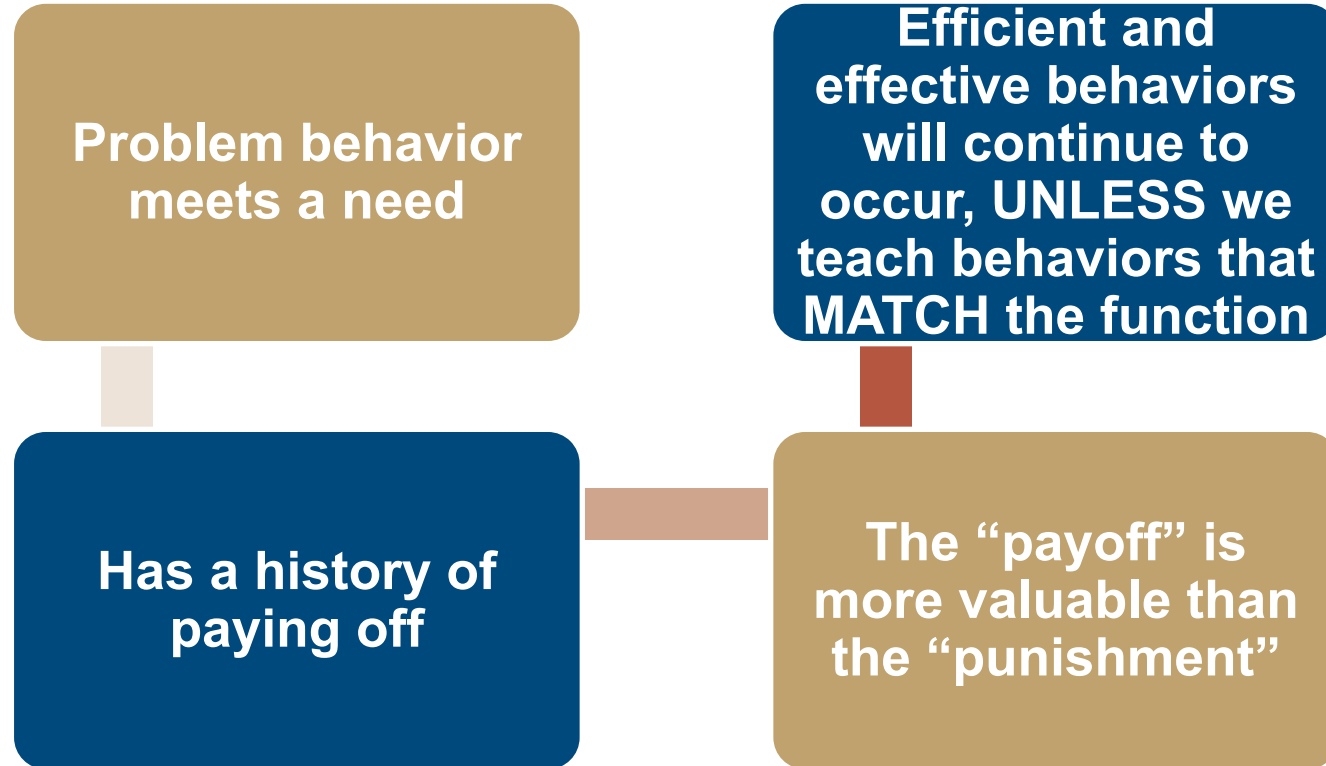 Problem behavior
meets a need
Has a history of
paying off
The “payoff” is
more valuable than
the “punishment”
Efficient and
effective behaviors
will continue to
occur, UNLESS we
teach behaviors that
MATCH the function